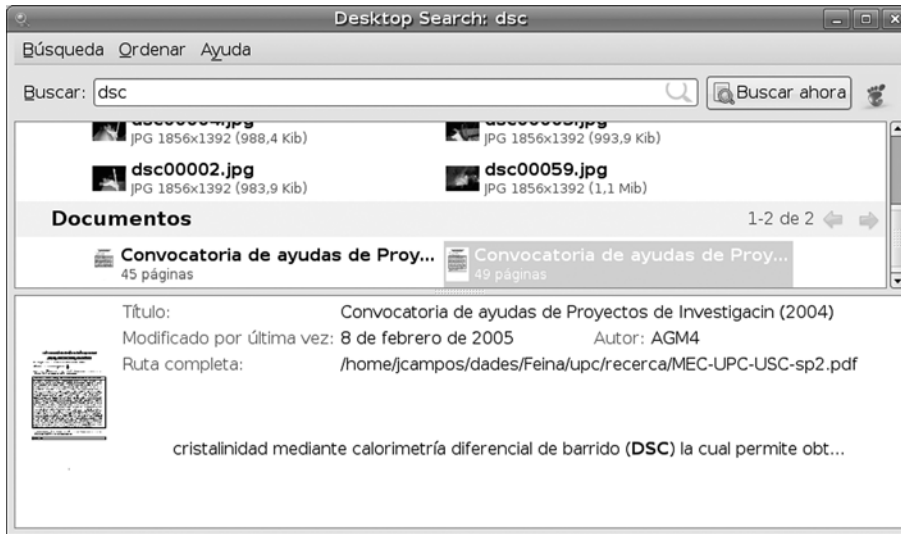 Desktop Search: dsc
Búsqueda Ordenar Ayuda
Buscar: dsc Buscar ahora
JPG 1856x1392 (988,4 Kib) JPG 1856x1392 (993,9 Kib)
dsc00002.jpg dsc00059.jpg
JPG 1856x1392 (983,9 Kib) JPG 1856x1392 (1,1 Mib)
Documentos 1-2 de 2
Convocatoria de ayudas de Proy... Convocatoria de ayudas de Proy...
45 páginas 49 páginas
Título: Convocatoria de ayudas de Proyectos de Investigacin (2004)
Modificado por última vez: 8 de febrero de 2005 Autor: AGM4
Ruta completa: /home/jcampos/dades/Feina/upc/recerca/MEC-UPC-USC-sp2.pdf
cristalinidad mediante calorimetría diferencial de barrido (DSC) la cual permite obt...